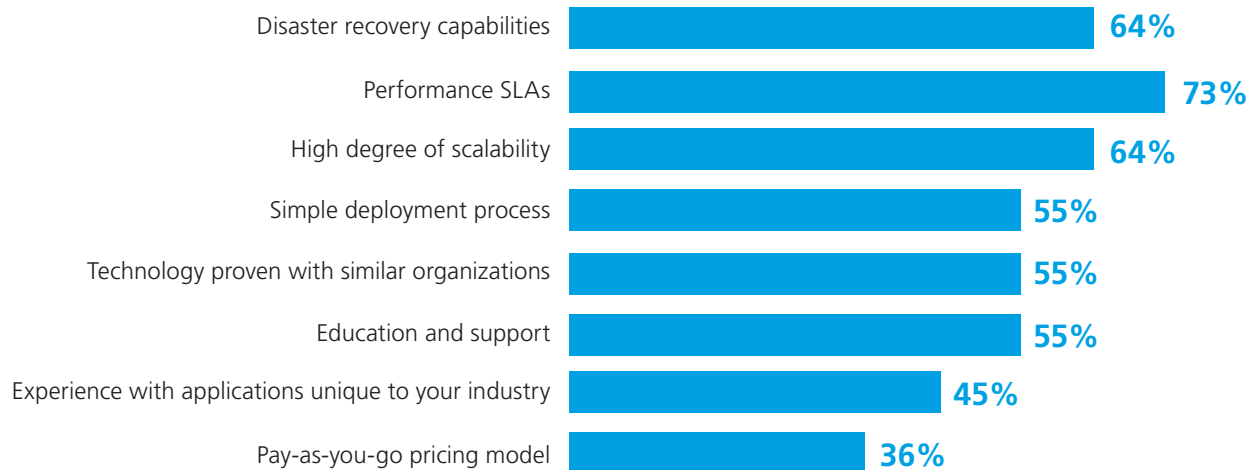 Disaster recovery capabilities 64%
Performance SLAs 73%
High degree of scalability 64%
Simple deployment process 55%
Technology proven with similar organizations 55%
Education and support 55%
Experience with applications unique to your industry 45%
Pay-as-you-go pricing model 36%